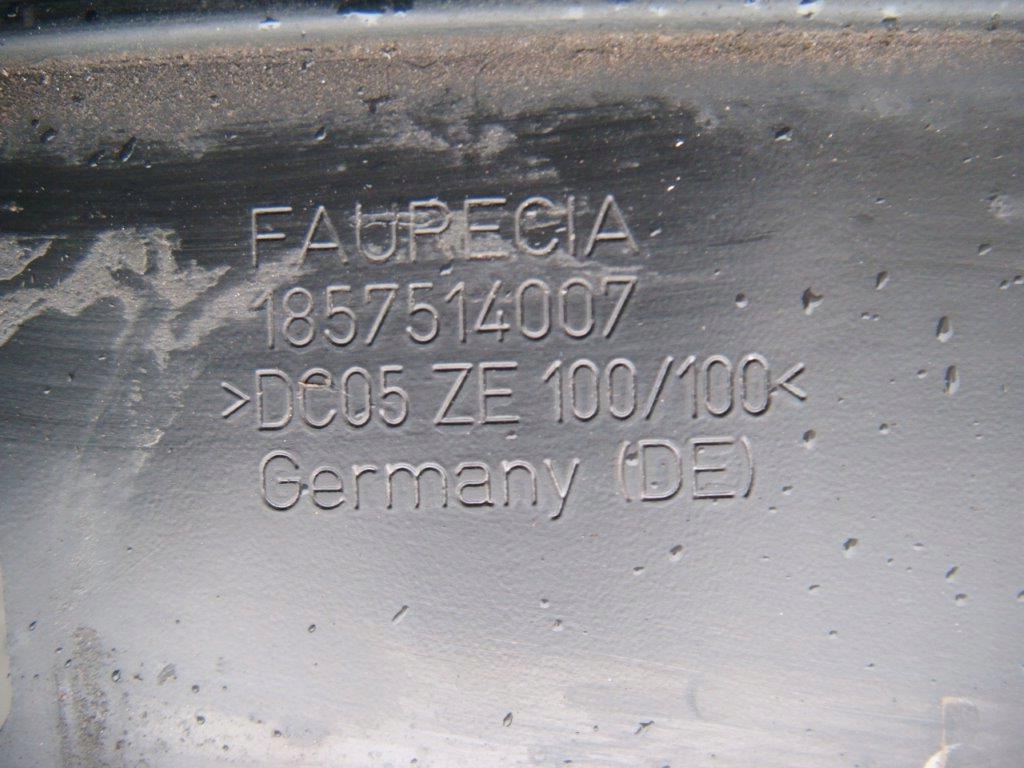 FAURECIA
1857514007
>DC05 ZE 100/100<
Germany (DE)